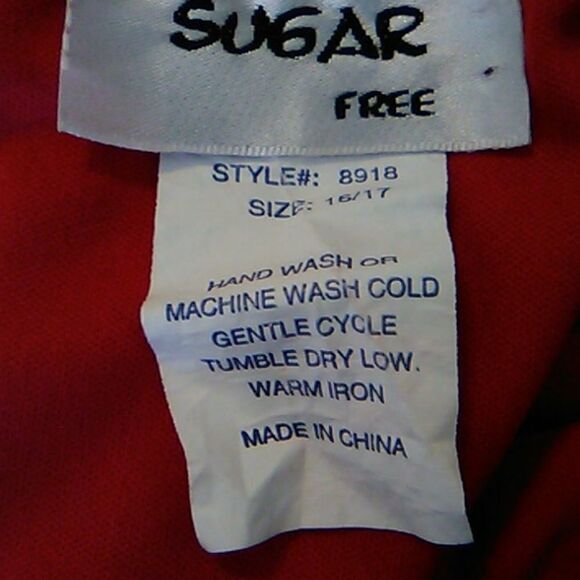 SUGAR
FREE
STYLE#: 8918
SIZE: 16/17
HAND WASH OR
MACHINE WASH COLD
GENTLE CYCLE
TUMBLE DRY LOW.
WARM IRON
MADE IN CHINA